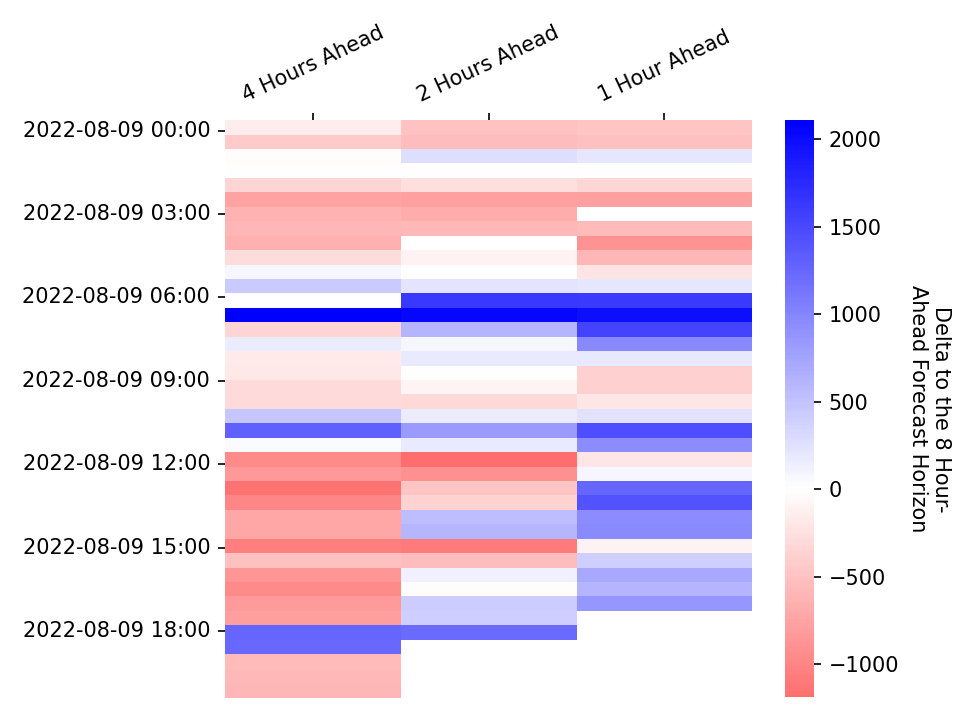 4 Hours Ahead
2 Hours Ahead
1 Hour Ahead
2022-08-09 00:00
2022-08-09 03:00
2022-08-09 06:00
2022-08-09 09:00
2022-08-09 12:00
2022-08-09 15:00
2022-08-09 18:00
2000
1500
1000
500
0
−500
−1000
Delta to the 8 Hour-
Ahead Forecast Horizon